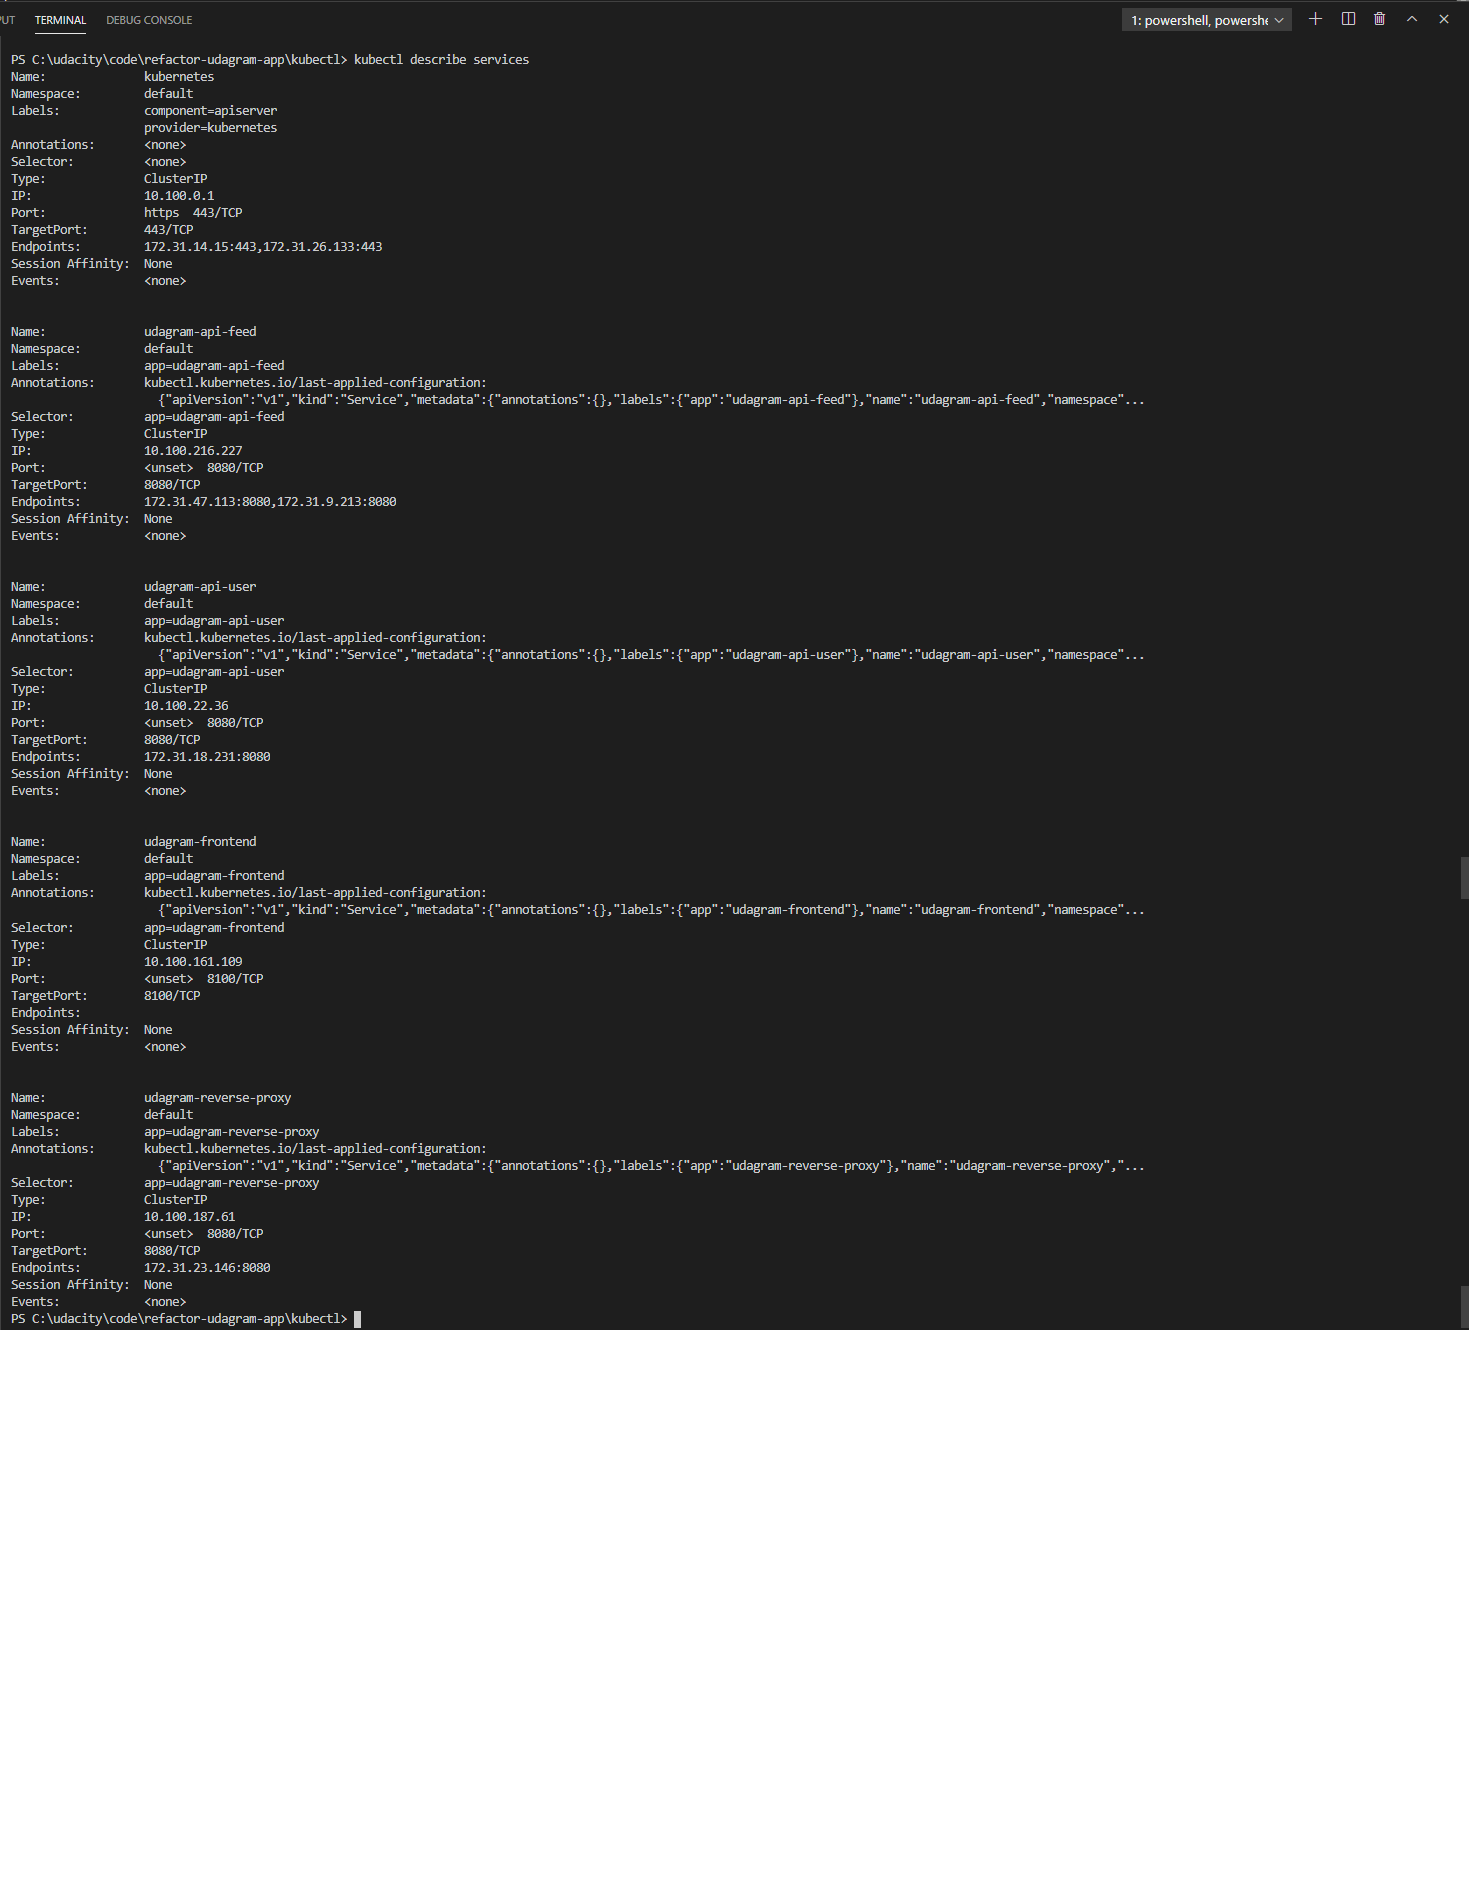 UT TERMINAL DEBUG CONSOLE 1: powershell, powershe
PS C:\udacity\code\refactor-udagram-app\kubectl> kubectl describe services
Name: kubernetes
Namespace: default
Labels: component=apiserver
provider=kubernetes
Annotations: <none>
Selector: <none>
Type: ClusterIP
IP: 10.100.0.1
Port: https 443/TCP
TargetPort: 443/TCP
Endpoints: 172.31.14.15:443,172.31.26.133:443
Session Affinity: None
Events: <none>
Name: udagram-api-feed
Namespace: default
Labels: app=udagram-api-feed
Annotations: kubectl.kubernetes.io/last-applied-configuration:
{"apiVersion":"v1","kind":"Service","metadata":{"annotations":{},"labels":{"app":"udagram-api-feed"},"name":"udagram-api-feed","namespace"...
Selector: app=udagram-api-feed
Type: ClusterIP
IP: 10.100.216.227
Port: <unset> 8080/TCP
TargetPort: 8080/TCP
Endpoints: 172.31.47.113:8080,172.31.9.213:8080
Session Affinity: None
Events: <none>
Name: udagram-api-user
Namespace: default
Labels: app=udagram-api-user
Annotations: kubectl.kubernetes.io/last-applied-configuration:
{"apiVersion":"v1","kind":"Service","metadata":{"annotations":{},"labels":{"app":"udagram-api-user"},"name":"udagram-api-user","namespace"...
Selector: app=udagram-api-user
Type: ClusterIP
IP: 10.100.22.36
Port: <unset> 8080/TCP
TargetPort: 8080/TCP
Endpoints: 172.31.18.231:8080
Session Affinity: None
Events: <none>
Name: udagram-frontend
Namespace: default
Labels: app=udagram-frontend
Annotations: kubectl.kubernetes.io/last-applied-configuration:
{"apiVersion":"v1","kind":"Service","metadata":{"annotations":{},"labels":{"app":"udagram-frontend"},"name":"udagram-frontend","namespace"...
Selector: app=udagram-frontend
Type: ClusterIP
IP: 10.100.161.109
Port: <unset> 8100/TCP
TargetPort: 8100/TCP
Endpoints:
Session Affinity: None
Events: <none>
Name: udagram-reverse-proxy
Namespace: default
Labels: app=udagram-reverse-proxy
Annotations: kubectl.kubernetes.io/last-applied-configuration:
{"apiVersion":"v1","kind":"Service","metadata":{"annotations":{},"labels":{"app":"udagram-reverse-proxy"},"name":"udagram-reverse-proxy","...
Selector: app=udagram-reverse-proxy
Type: ClusterIP
IP: 10.100.187.61
Port: <unset> 8080/TCP
TargetPort: 8080/TCP
Endpoints: 172.31.23.146:8080
Session Affinity: None
Events: <none>
PS C:\udacity\code\refactor-udagram-app\kubectl>